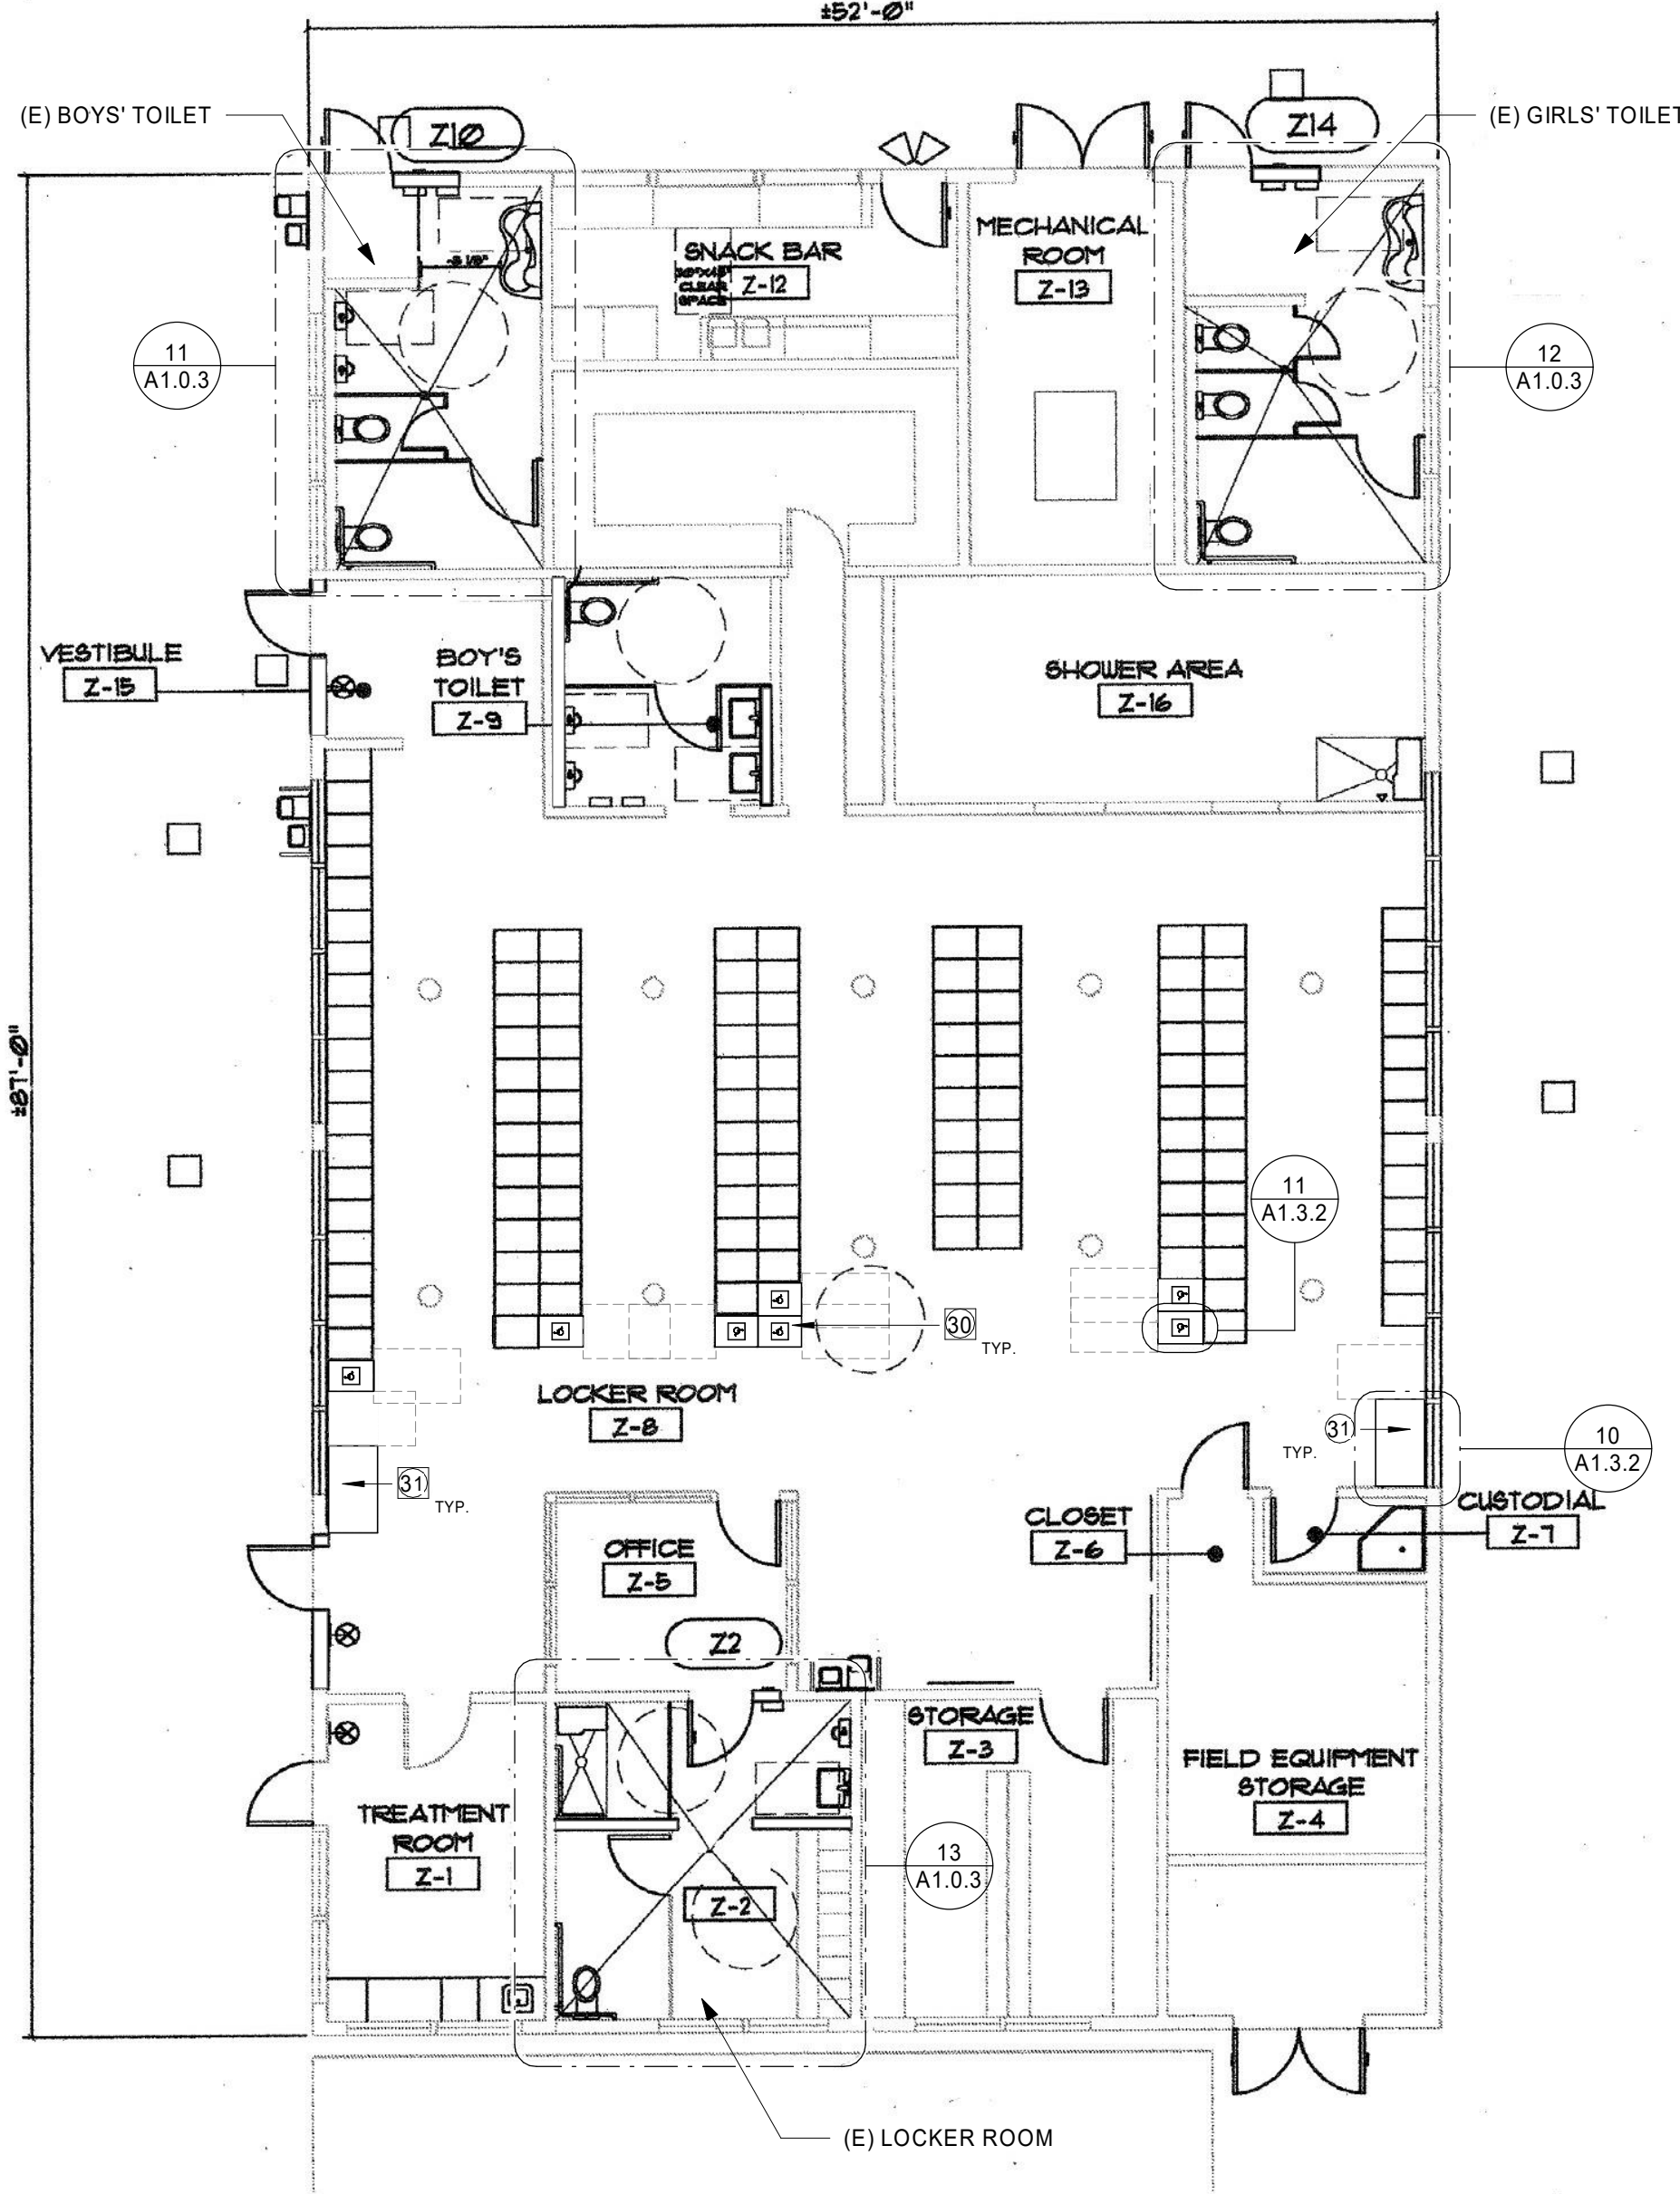 ±52'-0"
(E) BOYS' TOILET
Z10
Z14
(E) GIRLS' TOILET
SNACK BAR
Z-12
CLEAR
SPACE
MECHANICAL
ROOM
Z-13
11
A1.0.3
12
A1.0.3
VESTIBULE
Z-15
BOY'S
TOILET
Z-9
SHOWER AREA
Z-16
±87'-0"
11
A1.3.2
30
TYP.
LOCKER ROOM
Z-8
31
TYP.
31
TYP.
10
A1.3.2
CLOSET
Z-6
CUSTODIAL
Z-7
OFFICE
Z-5
Z2
STORAGE
Z-3
FIELD EQUIPMENT
STORAGE
Z-4
TREATMENT
ROOM
Z-1
Z-2
13
A1.0.3
(E) LOCKER ROOM